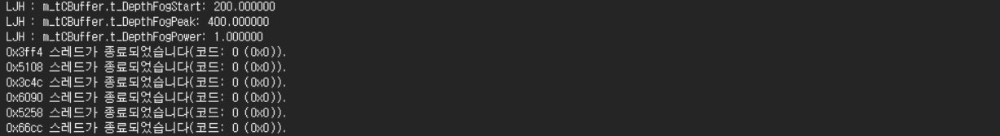 LJH : m_tCBuffer.t_DepthFogStart: 200.000000
LJH : m_tCBuffer.t_DepthFogPeak: 400.000000
LJH : m_tCBuffer.t_DepthFogPower: 1.000000
0x3ff4 스레드가 종료되었습니다(코드: 0 (0x0)).
0x5108 스레드가 종료되었습니다(코드: 0 (0x0)).
0x3c4c 스레드가 종료되었습니다(코드: 0 (0x0)).
0x6090 스레드가 종료되었습니다(코드: 0 (0x0)).
0x5258 스레드가 종료되었습니다(코드: 0 (0x0)).
0x66cc 스레드가 종료되었습니다(코드: 0 (0x0)).